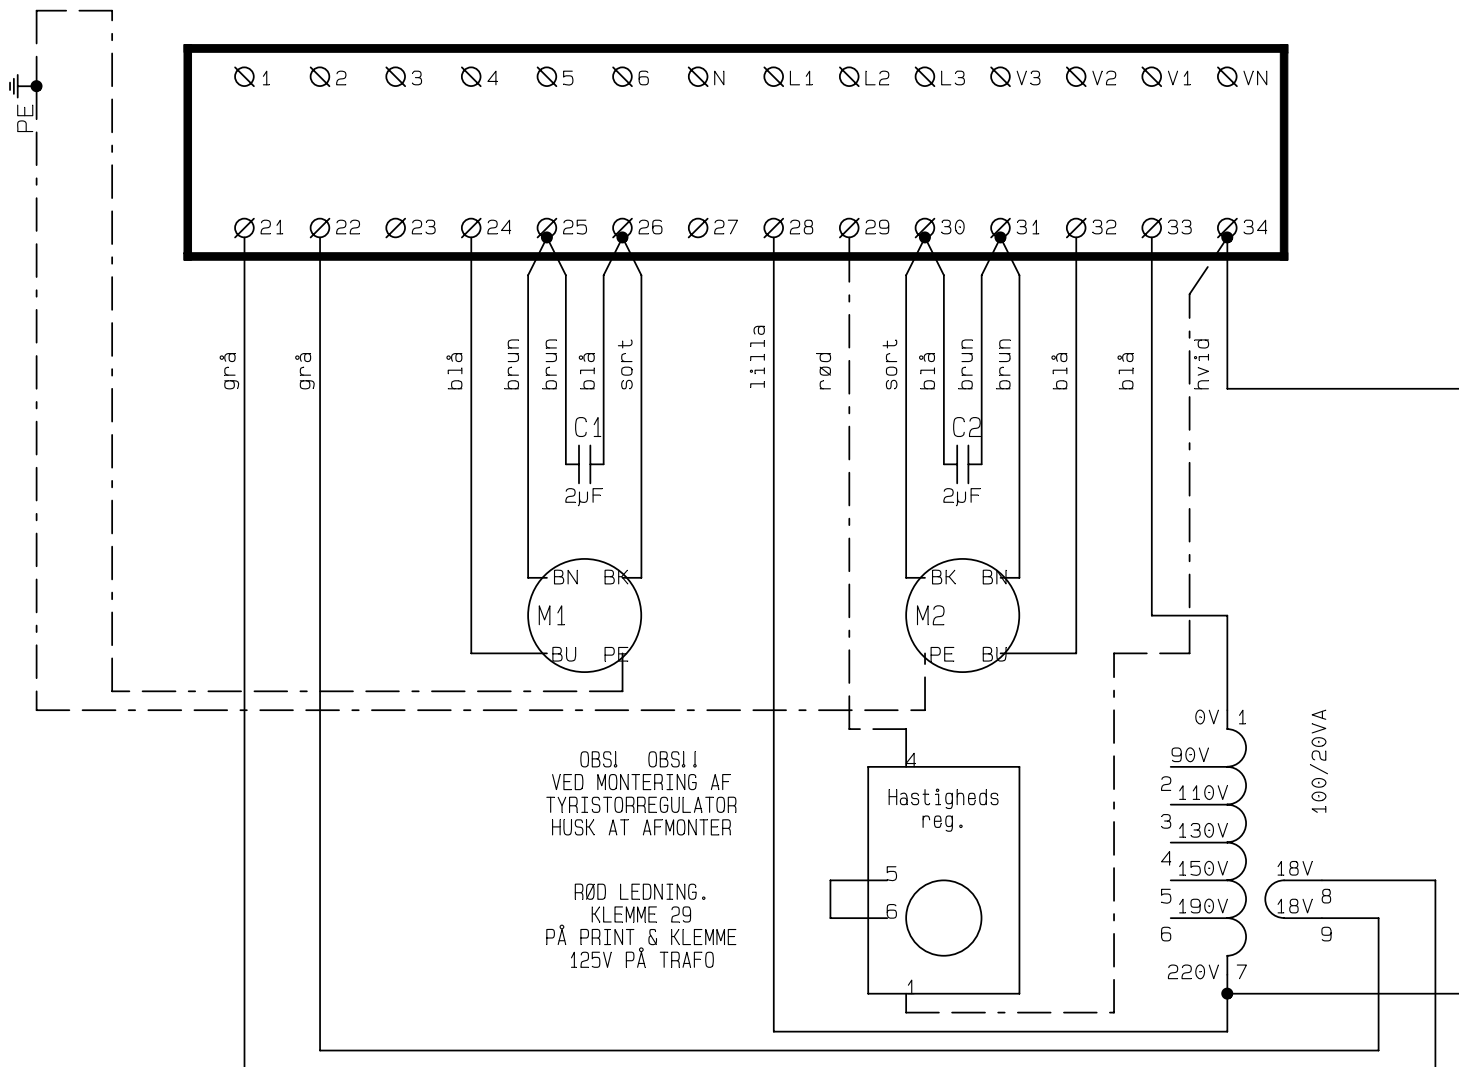 1 2 3 4 5 6 N L1 L2 L3 V3 V2 V1 VN
PE
21 22 23 24 25 26 27 28 29 30 31 32 33 34
grå grå blå brun brun blå sort lilla rød sort blå brun brun blå blå hvid
C1 C2
2µF 2µF
BN BK BK BN
M1 M2
BU PE PE BU
0V 1
90V
2 110V
3 130V
4 150V
5 190V
6
220V 7
100/20VA
18V 8
18V
9
OBS! OBS!!
VED MONTERING AF
TYRISTORREGULATOR
HUSK AT AFMONTER
RØD LEDNING.
KLEMME 29
PÅ PRINT & KLEMME
125V PÅ TRAFO
4
Hastigheds
reg.
5
6
1